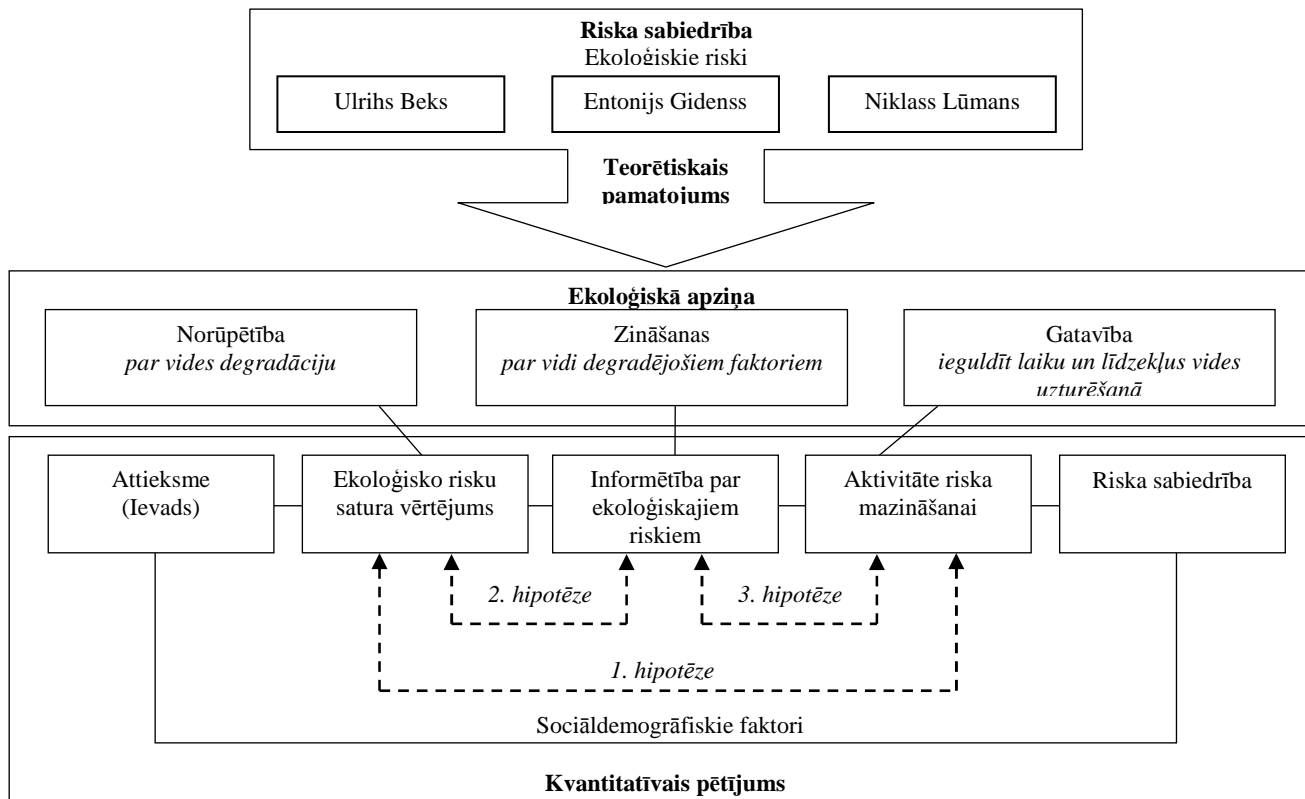 Riska sabiedrība
Ekoloģiskie riski
Ulrihs Beks
Entonijs Gidenss
Niklass Lūmans
Teorētiskais
pamatojums
Ekoloģiskā apziņa
Norūpētība
par vides degradāciju
Zināšanas
par vidi degradējošiem faktoriem
Gatavība
ieguldīt laiku un līdzekļus vides
uzturēšanā
Attieksme
(Ievads)
Ekoloģisko risku
satura vērtējums
Informētība par
ekoloģiskajiem
riskiem
Aktivitāte riska
mazināšanai
Riska sabiedrība
2. hipotēze
3. hipotēze
1. hipotēze
Sociāldemogrāfiskie faktori
Kvantitatīvais pētījums